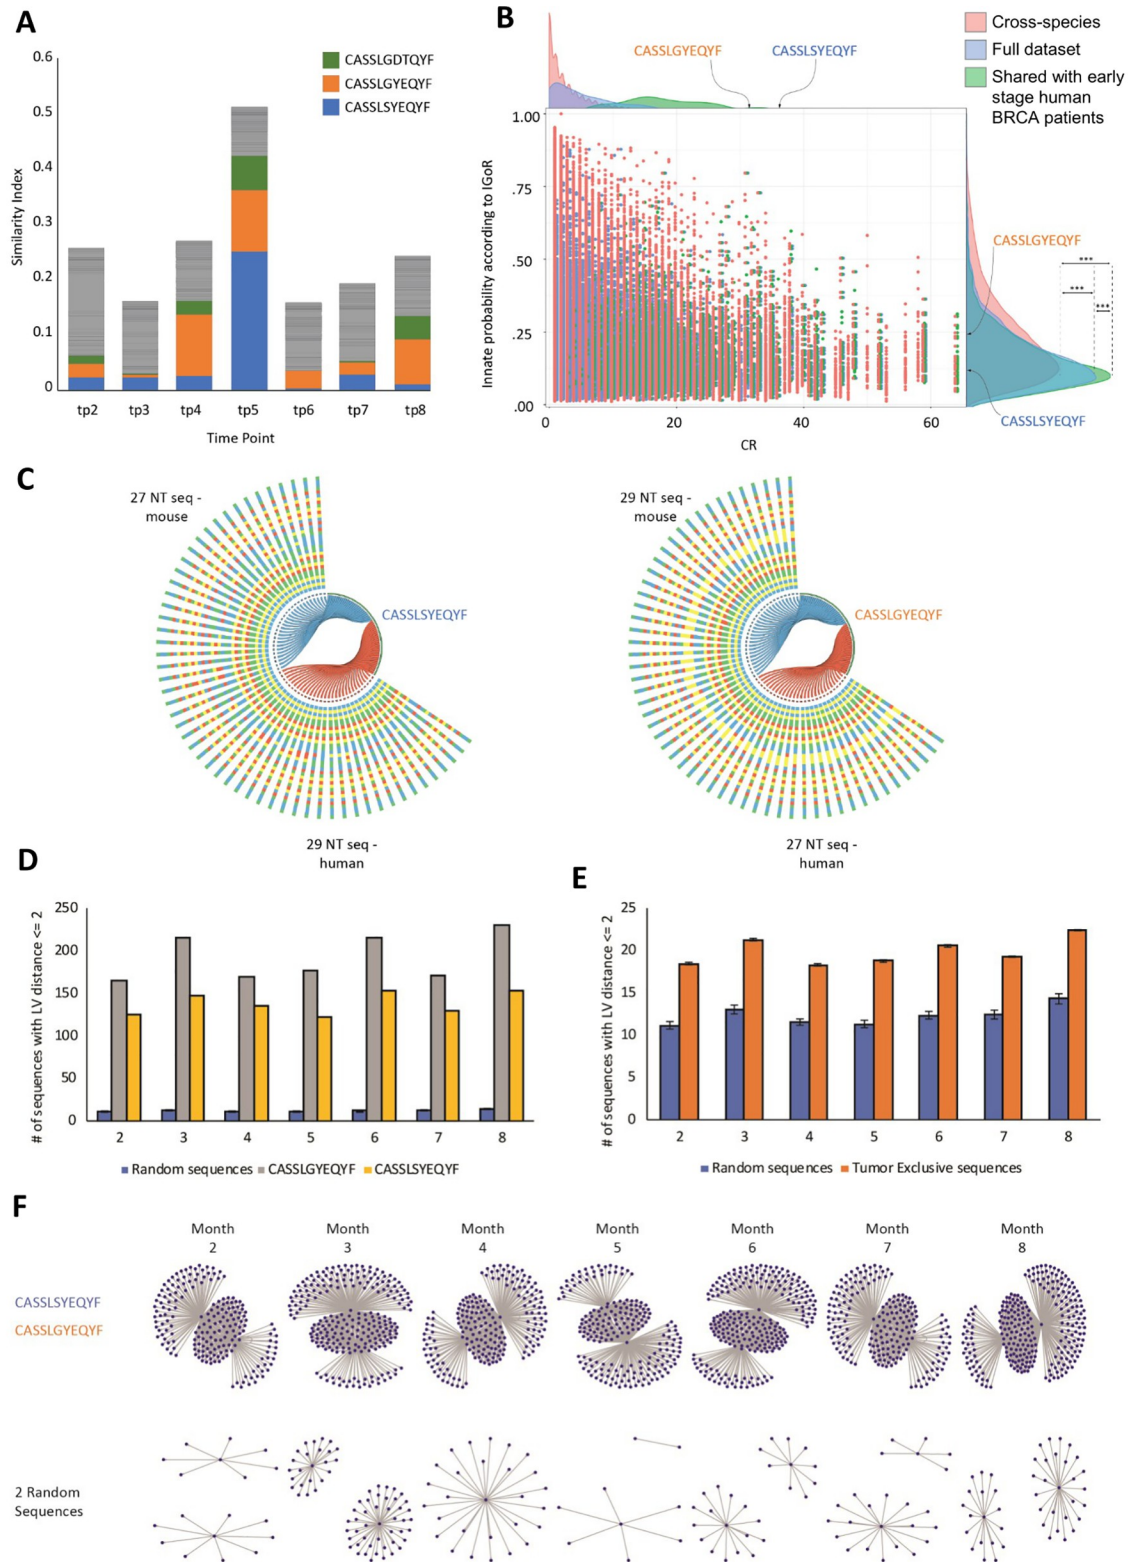 A
0.6
0.5
0.4
0.3
0.2
0.1
0
Similarity Index
CASSLGDTQYF
CASSLGYEQYF
CASSLSYEQYF
tp2 tp3 tp4 tp5 tp6 tp7 tp8
Time Point
B
CASSLGYEQYF CASSLSYEQYF
Cross-species
Full dataset
Shared with early
stage human
BRCA patients
1.00
.75
.50
.25
.00
Innate probability according to IGoR
0 20 40 60
CR
CASSLGYEQYF
***
***
***
CASSLSYEQYF
C
27 NT seq -
mouse
CASSLSYEQYF
29 NT seq -
human
29 NT seq -
mouse
CASSLGYEQYF
27 NT seq -
human
D
250
200
150
100
50
0
# of sequences with LV distance <= 2
2 3 4 5 6 7 8
Random sequences CASSLGYEQYF CASSLSYEQYF
E
25
20
15
10
5
0
# of sequences with LV distance <= 2
2 3 4 5 6 7 8
Random sequences Tumor Exclusive sequences
F
Month Month Month Month Month Month Month
2 3 4 5 6 7 8
CASSLSYEQYF
CASSLGYEQYF
2 Random
Sequences